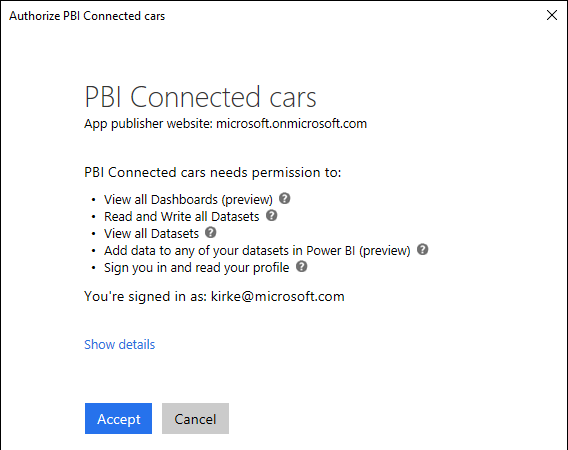 Authorize PBI Connected cars
PBI Connected cars
App publisher website: microsoft.onmicrosoft.com
PBI Connected cars needs permission to:
• View all Dashboards (preview) ?
• Read and Write all Datasets ?
• View all Datasets ?
• Add data to any of your datasets in Power BI (preview) ?
• Sign you in and read your profile ?
You're signed in as: kirke@microsoft.com
Show details
Accept Cancel